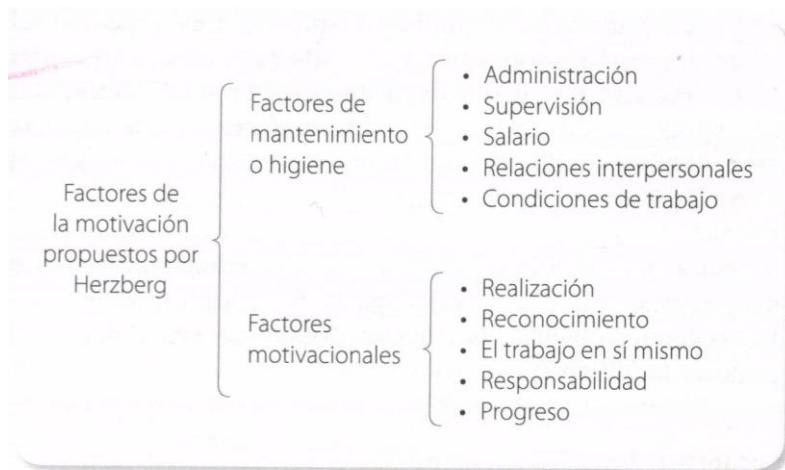 Factores de
la motivación
propuestos por
Herzberg
Factores de
mantenimiento
o higiene
• Administración
• Supervisión
• Salario
• Relaciones interpersonales
• Condiciones de trabajo
Factores
motivacionales
• Realización
• Reconocimiento
• El trabajo en sí mismo
• Responsabilidad
• Progreso